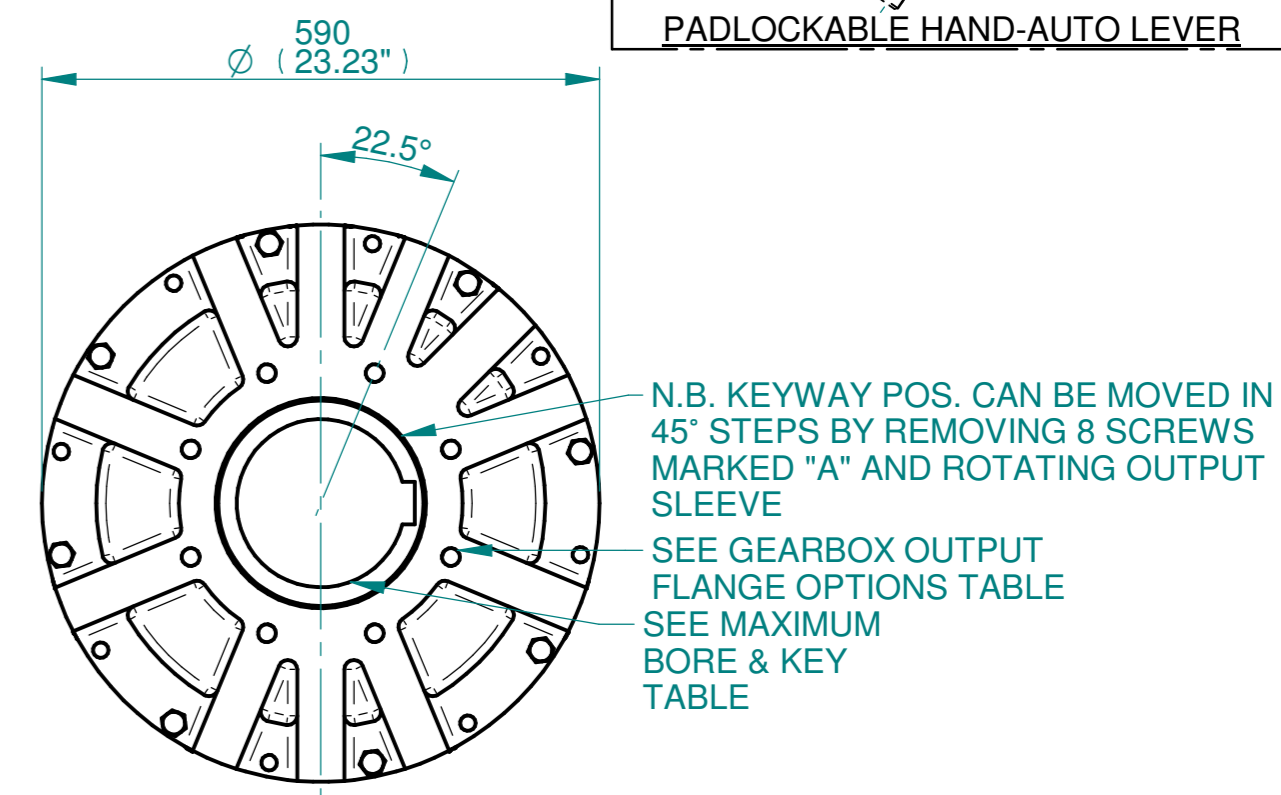 PADLOCKABLE HAND-AUTO LEVER
590
Ø ( 23.23" )
22.5°
N.B. KEYWAY POS. CAN BE MOVED IN
45° STEPS BY REMOVING 8 SCREWS
MARKED "A" AND ROTATING OUTPUT
SLEEVE
SEE GEARBOX OUTPUT
FLANGE OPTIONS TABLE
SEE MAXIMUM
BORE & KEY
TABLE